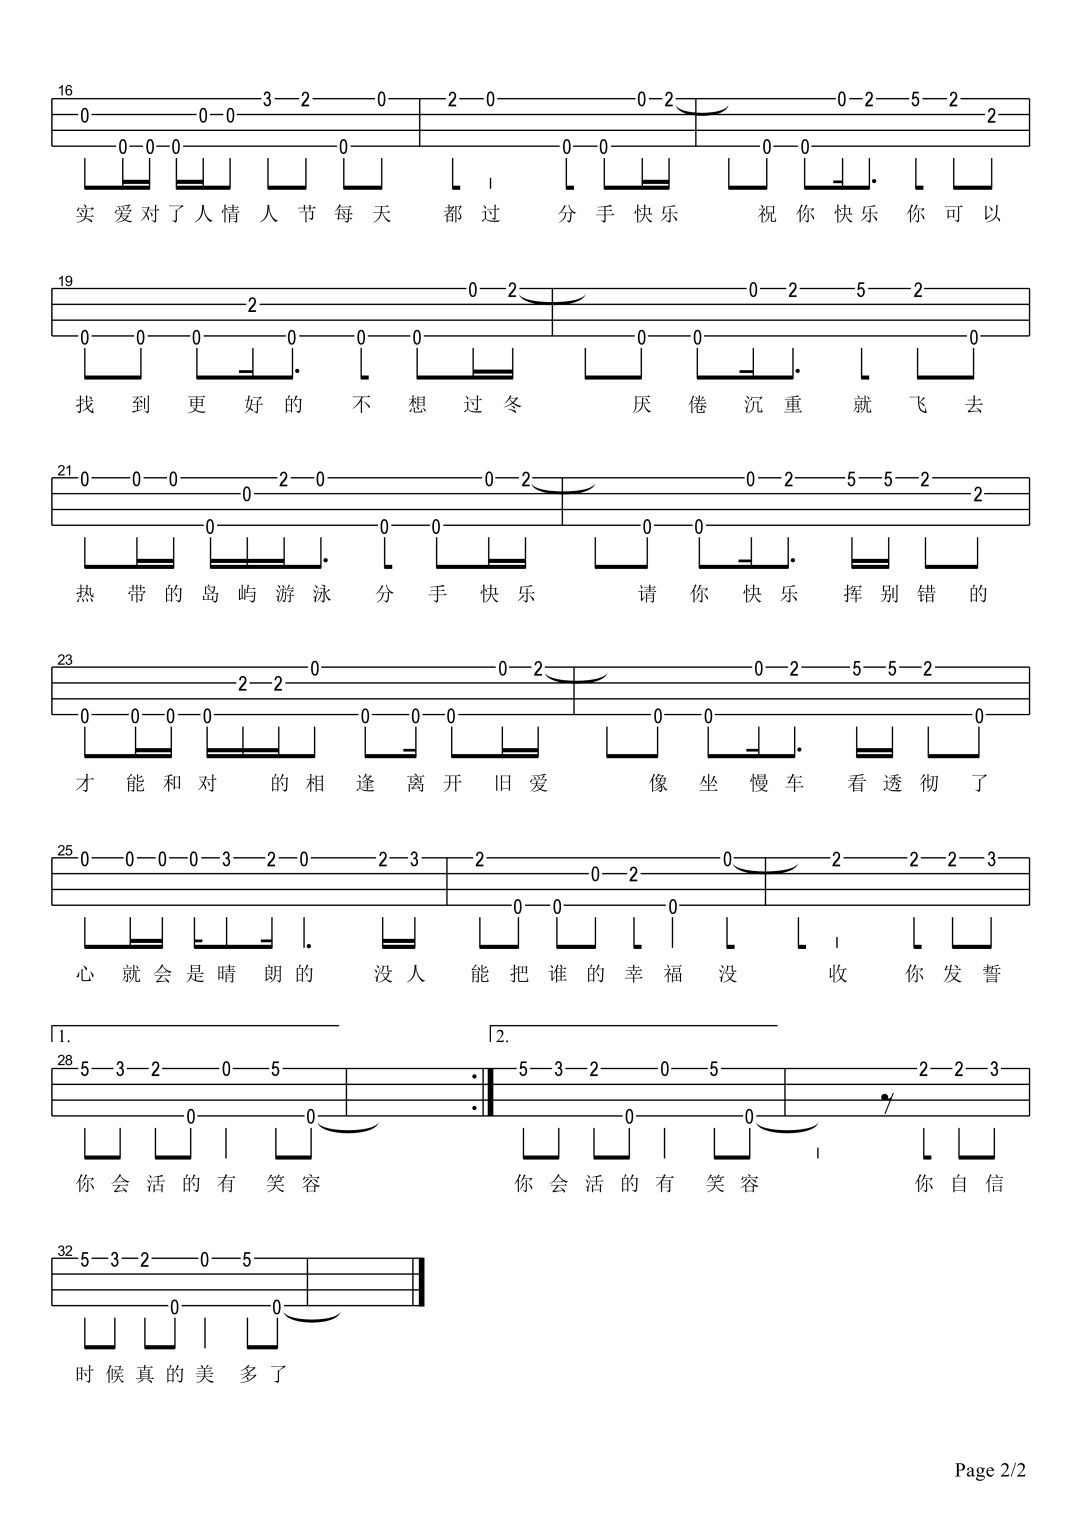 16
3 2 0 2 0 0 2 0 2 5 2
0 0 0 2
0 0 0 0 0 0 0 0
实 爱 对 了 人 情 人 节 每 天 都 过 分 手 快 乐 祝 你 快 乐 你 可 以
19
0 2 0 2 5 2
2
0 0 0 0 0 0 0 0 0
找 到 更 好 的 不 想 过 冬 厌 倦 沉 重 就 飞 去
21
0 0 0 2 0 0 2 0 2 5 5 2
0 2
0 0 0 0 0
热 带 的 岛 屿 游 泳 分 手 快 乐 请 你 快 乐 挥 别 错 的
23
0 0 2 0 2 5 5 2
2 2
0 0 0 0 0 0 0 0 0 0
才 能 和 对 的 相 逢 离 开 旧 爱 像 坐 慢 车 看 透 彻 了
25
0 0 0 0 3 2 0 2 3 2 0 2 2 2 3
0 2
0 0 0
心 就 会 是 晴 朗 的 没 人 能 把 谁 的 幸 福 没 收 你 发 誓
1. 2.
28
5 3 2 0 5 5 3 2 0 5 2 2 3
0 0 0 0
你 会 活 的 有 笑 容 你 会 活 的 有 笑 容 你 自 信
32
5 3 2 0 5
0 0
时 候 真 的 美 多 了
Page 2/2